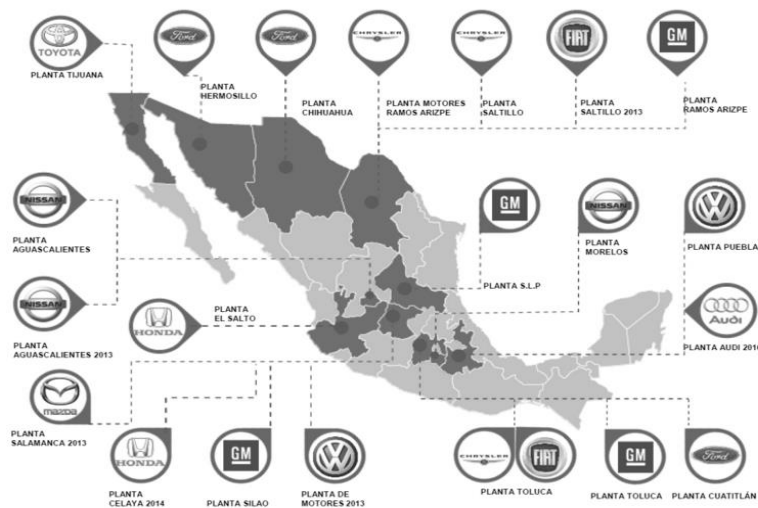 TOYOTA
PLANTA TIJUANA
Ford
PLANTA
HERMOSILLO
Ford
PLANTA
CHIHUAHUA
CHRYSLER
PLANTA MOTORES
RAMOS ARIZPE
CHRYSLER
PLANTA
SALTILLO
FIAT
PLANTA
SALTILLO 2013
GM
PLANTA
RAMOS ARIZPE
NISSAN
PLANTA
AGUASCALIENTES
GM
PLANTA S.L.P
NISSAN
PLANTA
MORELOS
PLANTA PUEBLA
NISSAN
PLANTA
AGUASCALIENTES 2013
HONDA
PLANTA
EL SALTO
Audi
PLANTA AUDI 2016
mazda
PLANTA
SALAMANCA 2013
HONDA
PLANTA
CELAYA 2014
GM
PLANTA SILAO
PLANTA DE
MOTORES 2013
CHRYSLER
FIAT
PLANTA TOLUCA
GM
PLANTA TOLUCA
Ford
PLANTA CUATITLÁN